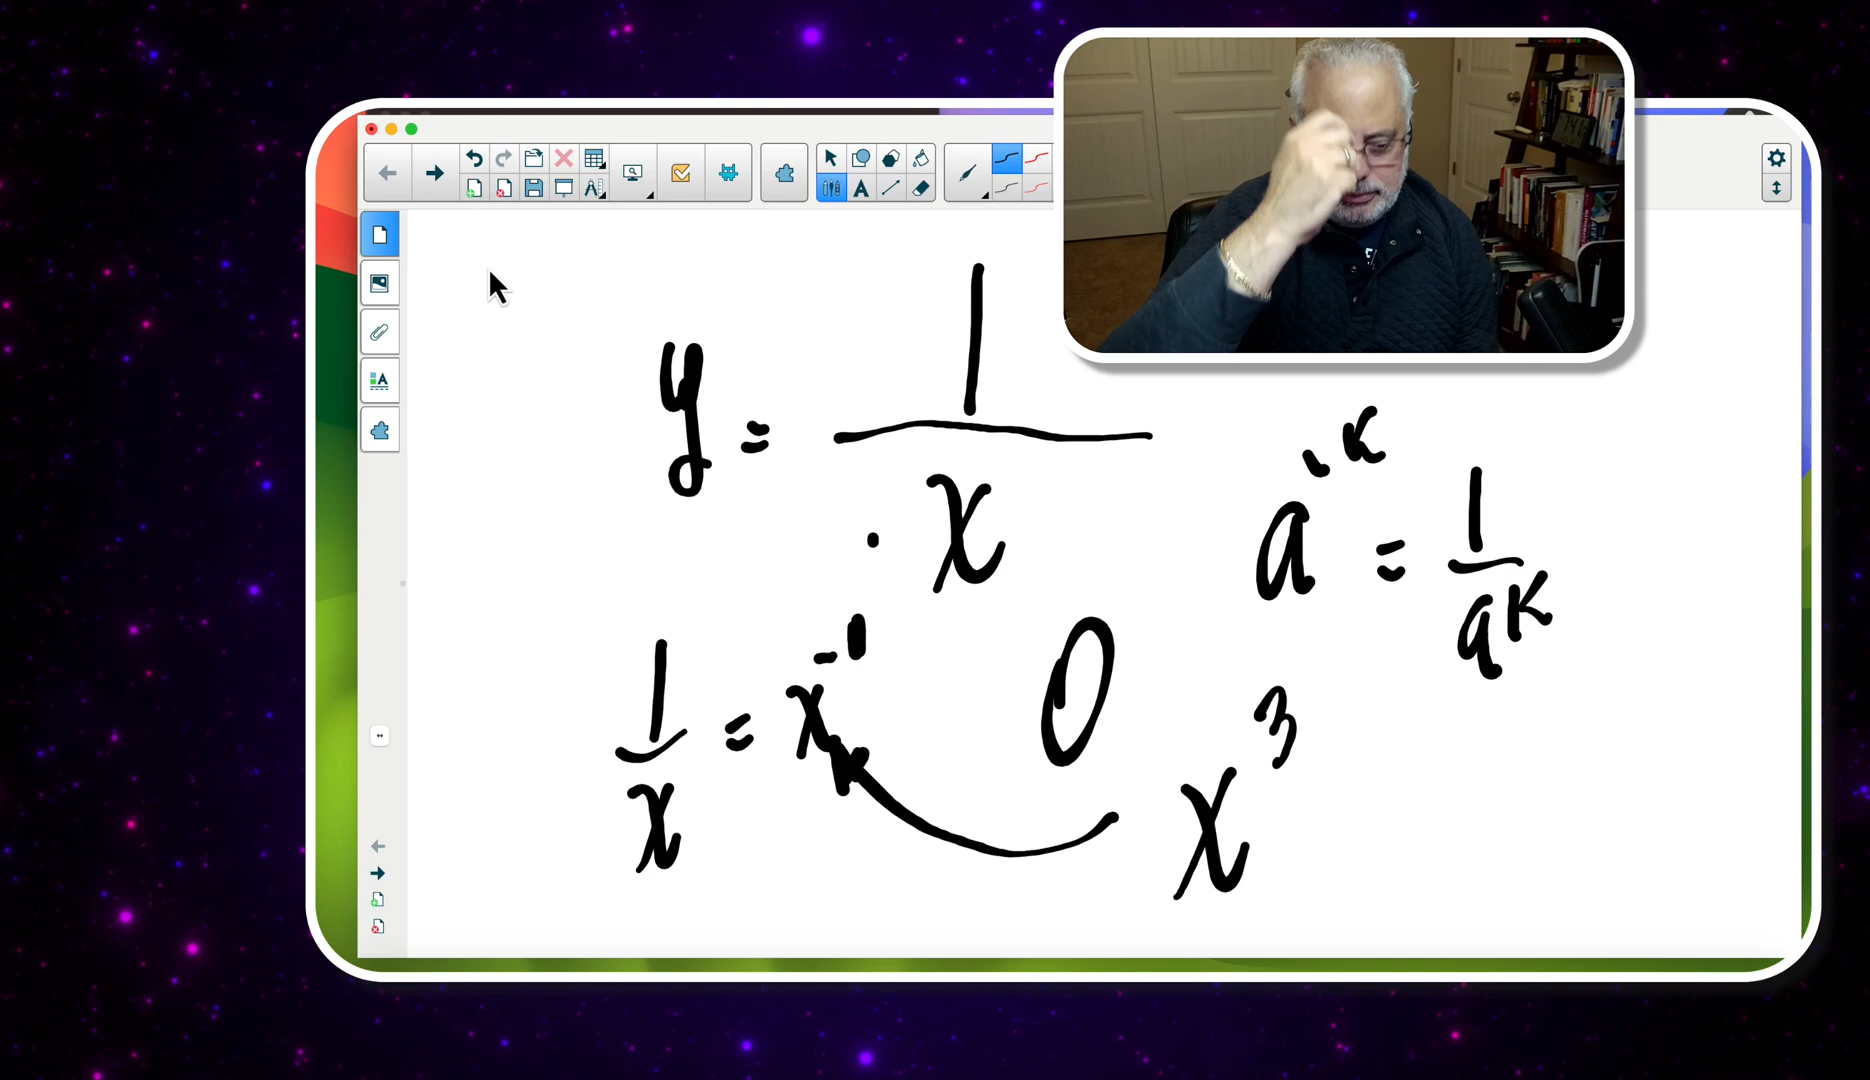 y = 1/x
a^-k = 1/a^k
1/x = x^-1
0
x^3